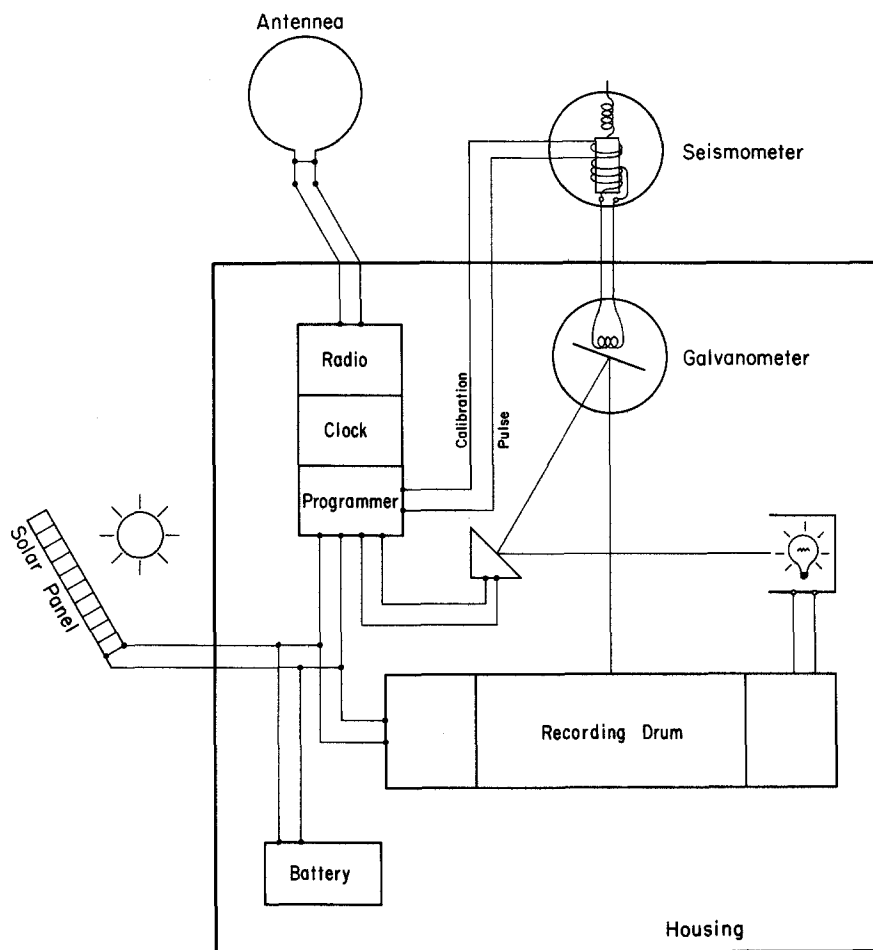 Antennea
Seismometer
Radio
Galvanometer
Clock
Calibration
Pulse
Programmer
Solar Panel
Recording Drum
Battery
Housing